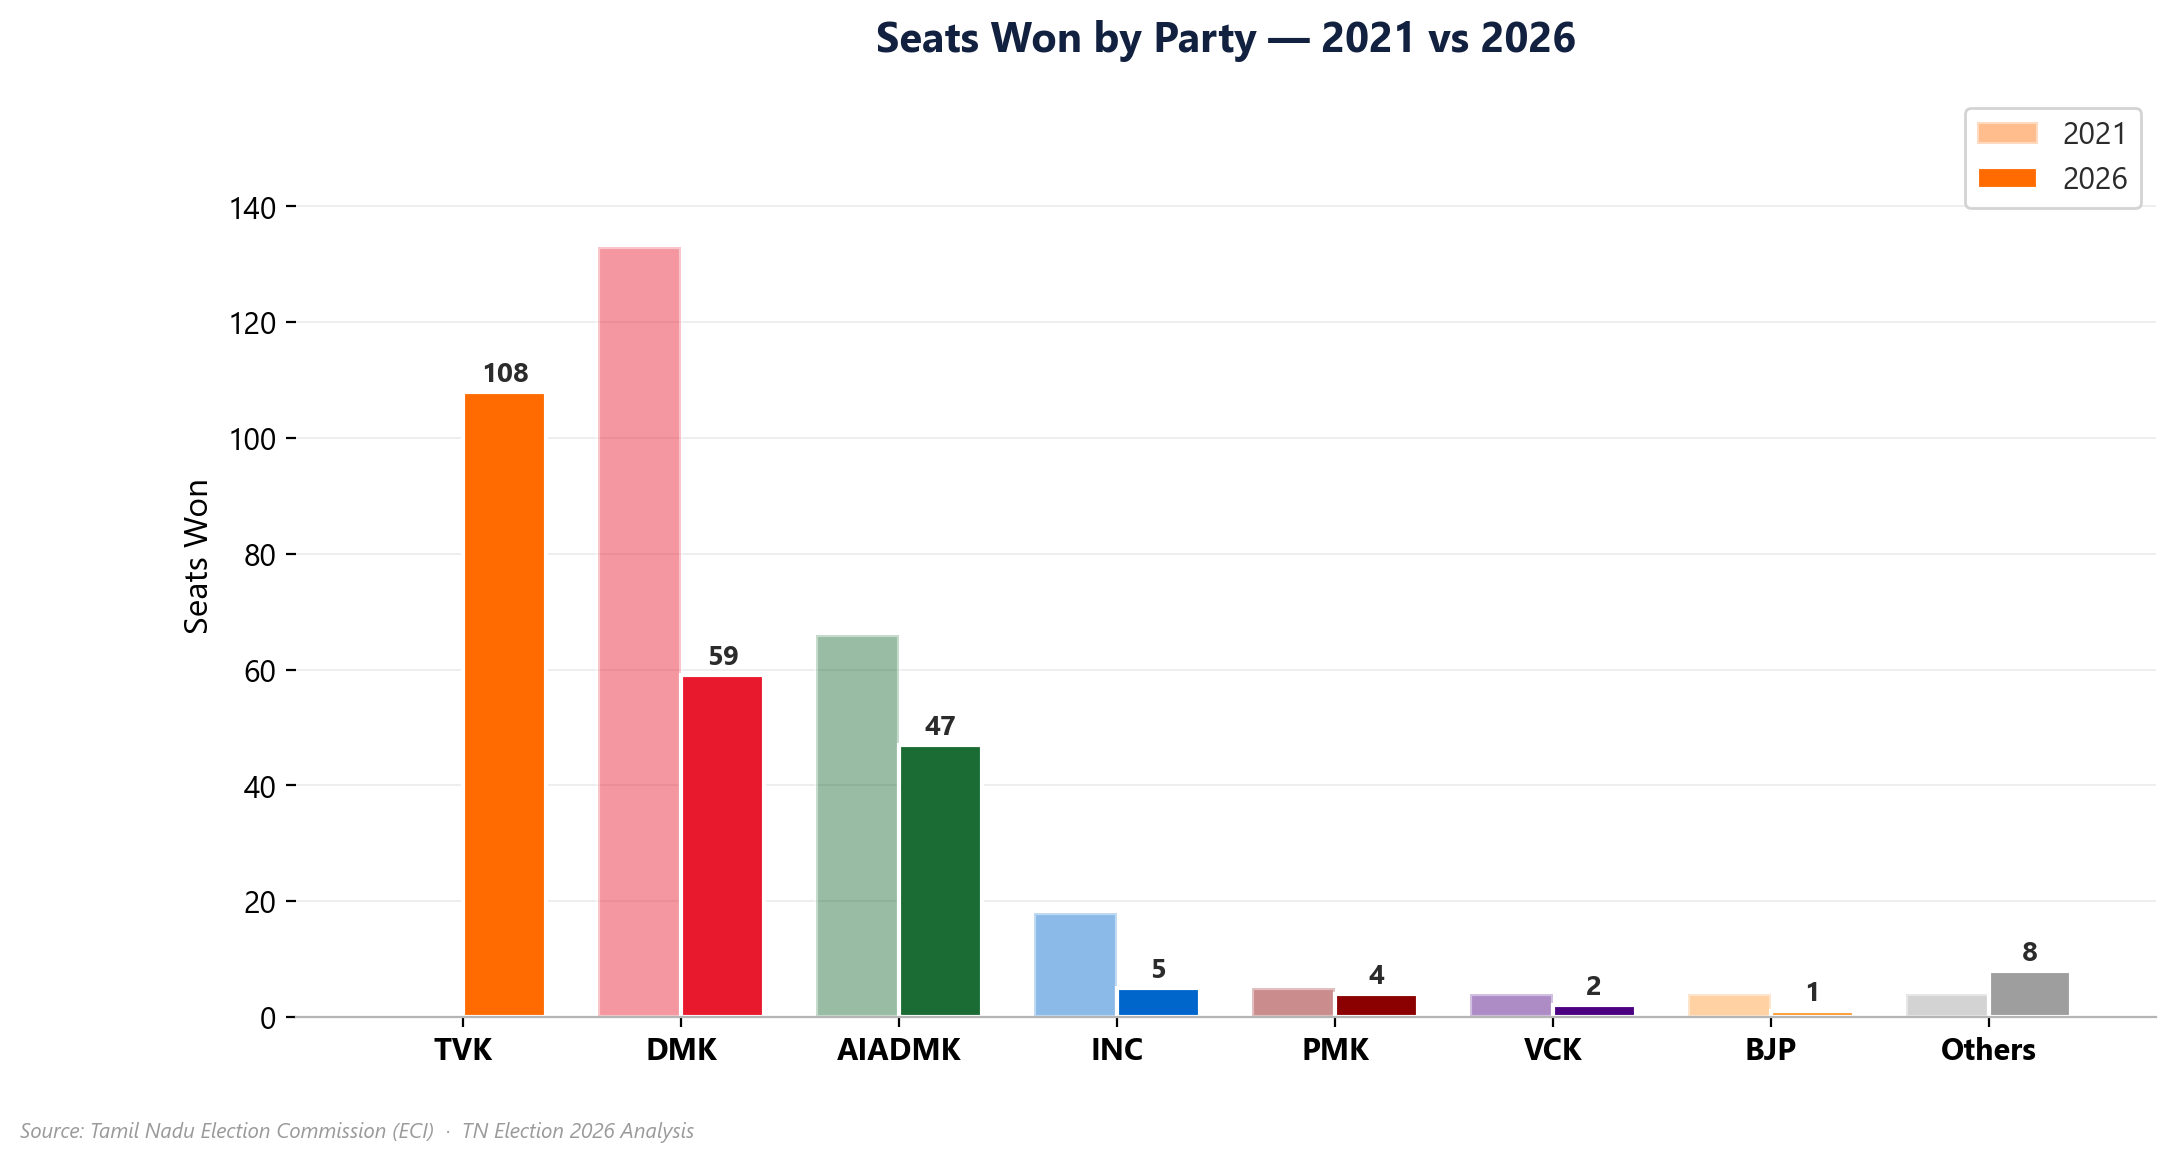 Seats Won by Party — 2021 vs 2026
2021
2026
140
120
100
80
60
40
20
0
Seats Won
108
59
47
5
4
2
1
8
TVK
DMK
AIADMK
INC
PMK
VCK
BJP
Others
Source: Tamil Nadu Election Commission (ECI) · TN Election 2026 Analysis